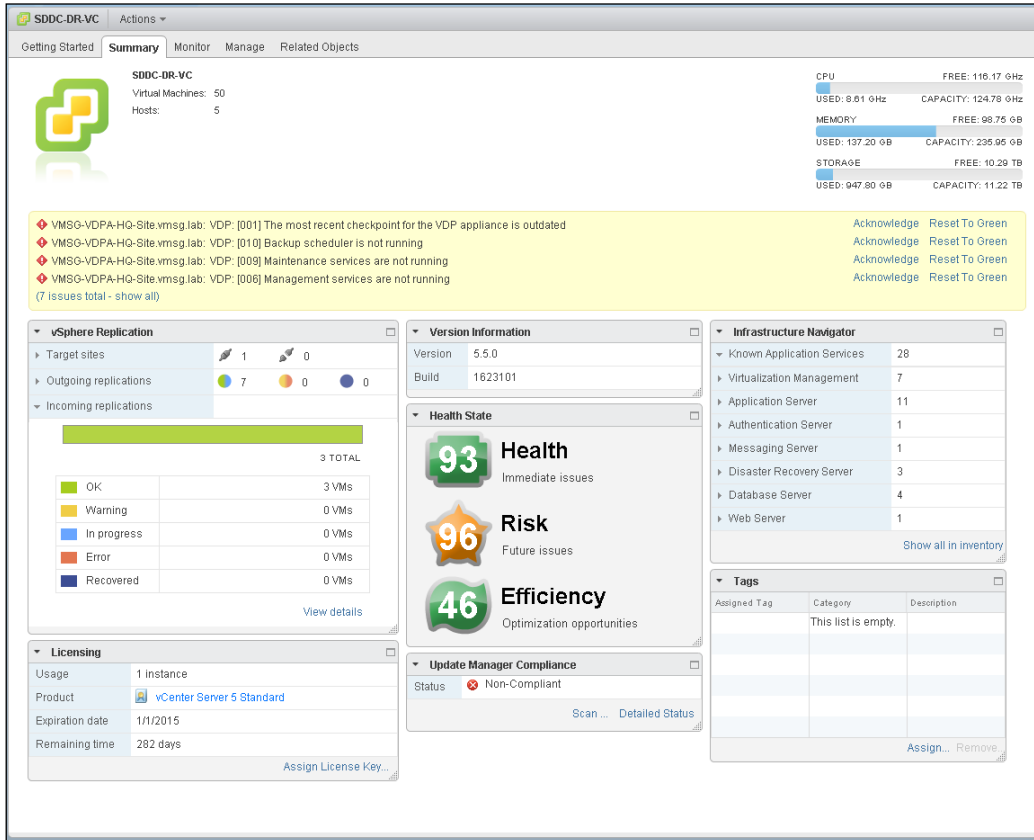 SDDC-DR-VC Actions
Getting Started Summary Monitor Manage Related Objects
SDDC-DR-VC
Virtual Machines: 50
Hosts: 5
CPU FREE: 116.17 GHz
USED: 8.61 GHz CAPACITY: 124.78 GHz
MEMORY FREE: 98.75 GB
USED: 137.20 GB CAPACITY: 235.95 GB
STORAGE FREE: 10.29 TB
USED: 947.80 GB CAPACITY: 11.22 TB
VMSG-VDPA-HQ-Site.vmsg.lab: VDP: [001] The most recent checkpoint for the VDP appliance is outdated Acknowledge Reset To Green
VMSG-VDPA-HQ-Site.vmsg.lab: VDP: [010] Backup scheduler is not running Acknowledge Reset To Green
VMSG-VDPA-HQ-Site.vmsg.lab: VDP: [009] Maintenance services are not running Acknowledge Reset To Green
VMSG-VDPA-HQ-Site.vmsg.lab: VDP: [006] Management services are not running Acknowledge Reset To Green
(7 issues total - show all)
vSphere Replication
Target sites 1 0
Outgoing replications 7 0 0
Incoming replications
3 TOTAL
OK 3 VMs
Warning 0 VMs
In progress 0 VMs
Error 0 VMs
Recovered 0 VMs
View details
Licensing
Usage 1 instance
Product vCenter Server 5 Standard
Expiration date 1/1/2015
Remaining time 282 days
Assign License Key...
Version Information
Version 5.5.0
Build 1623101
Health State
93 Health
Immediate issues
96 Risk
Future issues
46 Efficiency
Optimization opportunities
Update Manager Compliance
Status Non-Compliant
Scan ... Detailed Status
Infrastructure Navigator
Known Application Services 28
Virtualization Management 7
Application Server 11
Authentication Server 1
Messaging Server 1
Disaster Recovery Server 3
Database Server 4
Web Server 1
Show all in inventory
Tags
Assigned Tag Category Description
This list is empty.
Assign... Remove...